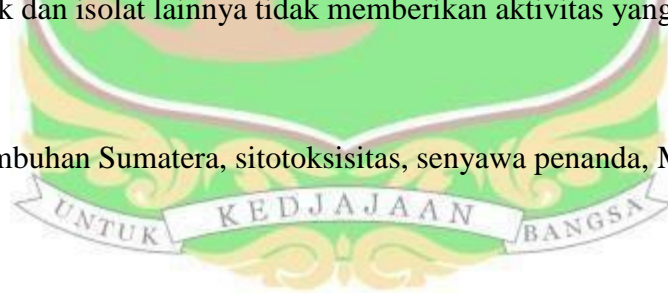 k dan isolat lainnya tidak memberikan aktivitas yang
mbuhan Sumatera, sitotoksisitas, senyawa penanda,
UNTUK KEDJAJAAN BANGSA